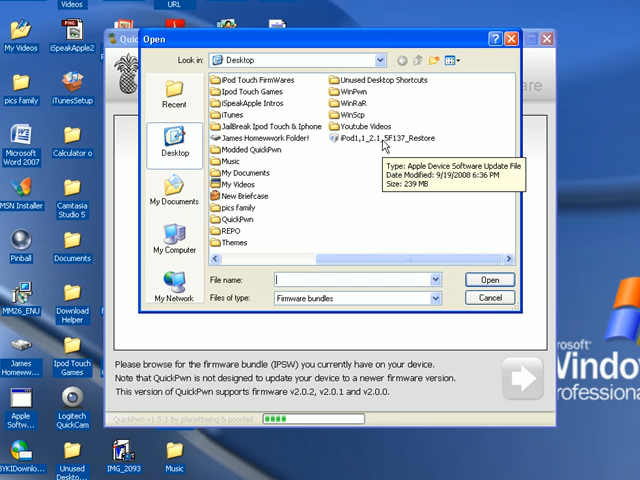 Videos
URL
My Videos
iSpeakApple2
pics family
iTunesSetup
Microsoft Word 2007
Calculator o
MSN Installer
Camtasia Studio 5
Pinball
Documents
MM26_ENU
Download Helper
James Homework...
Ipod Touch Games
Apple Softw...
Logitech QuickCam
BYKIDownlo...
Unused Deskto...
IMG_2093
Music
Quic
Open
Look in:
Desktop
Recent
Desktop
My Documents
My Computer
My Network
iPod Touch FirmWares
Ipod Touch Games
iSpeakApple Intros
iTunes
JailBreak Ipod Touch & Iphone
James Homewwork Folder!
Modded QuickPwn
Music
My Documents
My Videos
New Briefcase
pics family
QuickPwn
REPO
Themes
Unused Desktop Shortcuts
WinPwn
WinRaR
WinScp
Youtube Videos
iPod1,1_2.1_5F137_Restore
Type: Apple Device Software Update File
Date Modified: 9/19/2008 6:36 PM
Size: 239 MB
File name:
Open
Files of type:
Firmware bundles
Cancel
are
Please browse for the firmware bundle (IPSW) you currently have on your device.
Note that QuickPwn is not designed to update your device to a newer firmware version.
This version of QuickPwn supports firmware v2.0.2, v2.0.1 and v2.0.0.
QuickPwn v1.5.1 by planetbeing & poorlad
rosoft
Windo
Professional